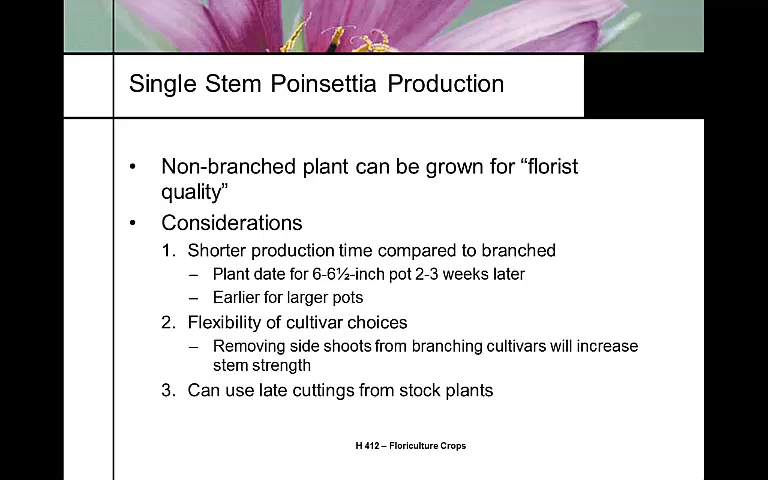 Single Stem Poinsettia Production
• Non-branched plant can be grown for “florist
quality”
• Considerations
1. Shorter production time compared to branched
– Plant date for 6-6½-inch pot 2-3 weeks later
– Earlier for larger pots
2. Flexibility of cultivar choices
– Removing side shoots from branching cultivars will increase
stem strength
3. Can use late cuttings from stock plants
H 412 – Floriculture Crops